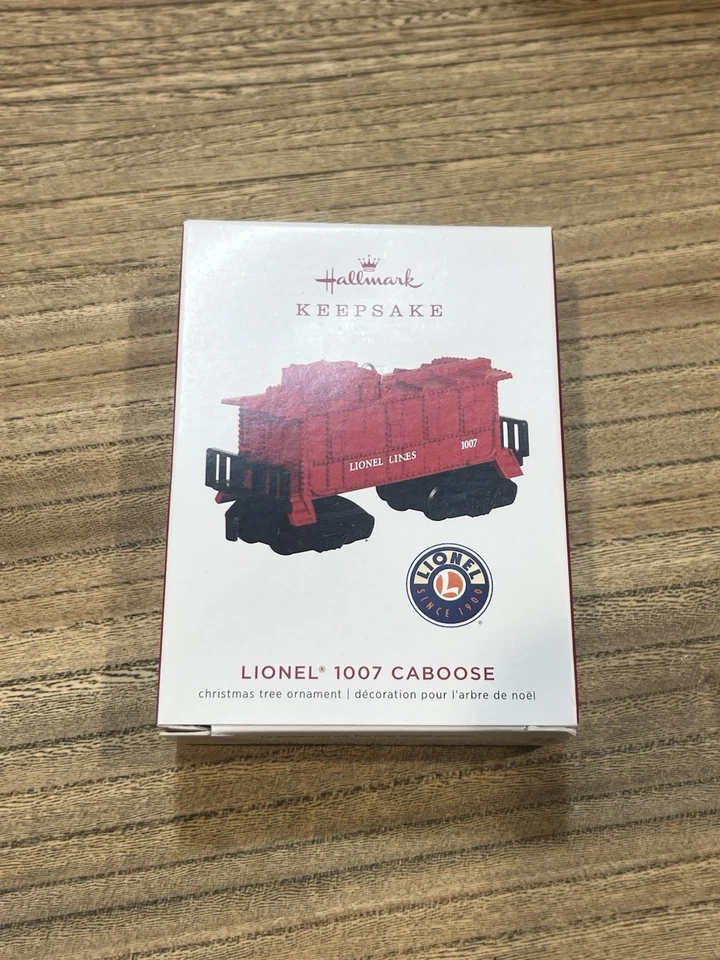 Hallmark
KEEPSAKE
LIONEL LINES
1007
LIONEL
L
SINCE 1900
®
LIONEL® 1007 CABOOSE
christmas tree ornament | décoration pour l'arbre de noël